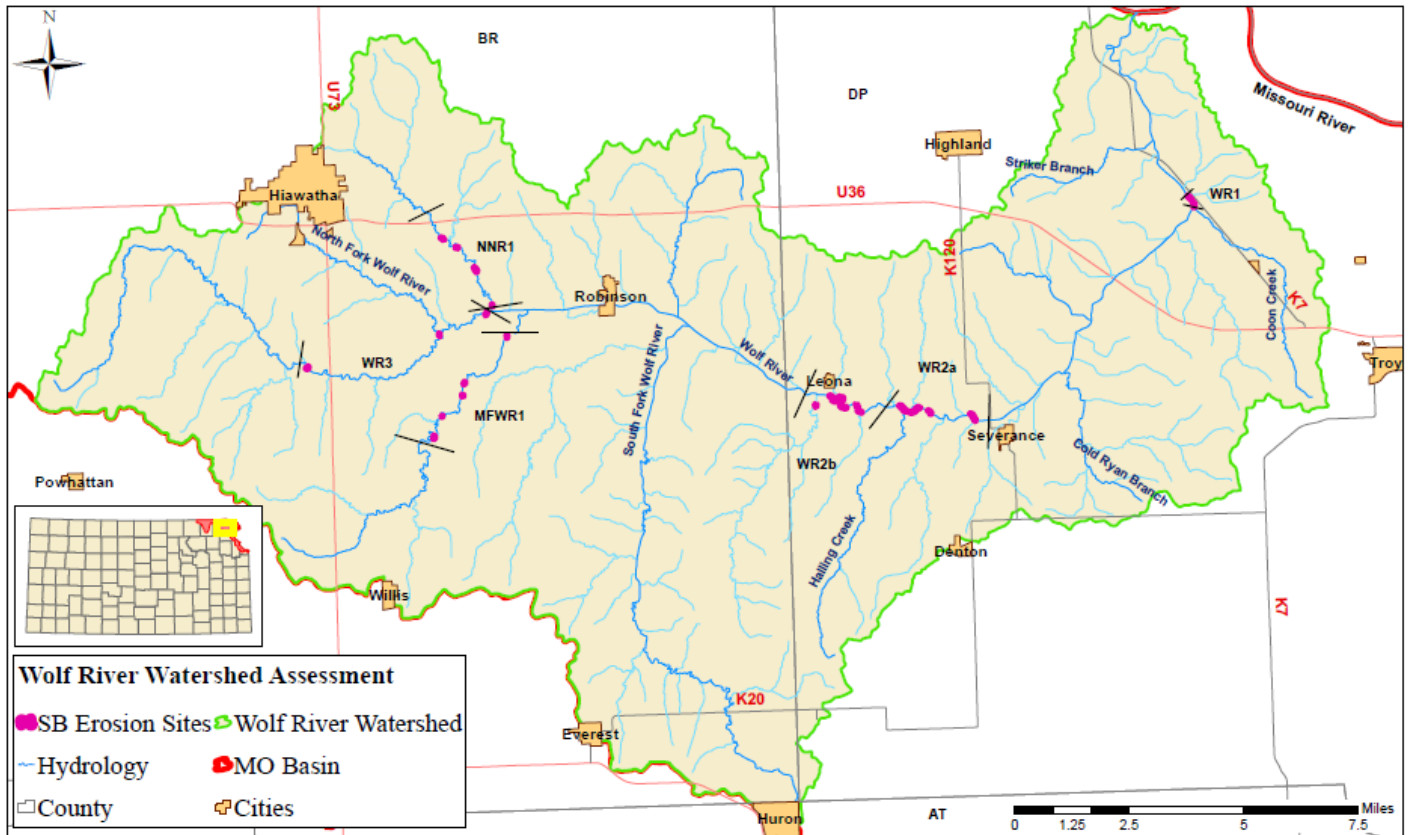 N
BR
DP
U73
Missouri River
Highland
Striker Branch
WR1
Hiawatha
U36
North Fork Wolf River
NNR1
K120
Robinson
Coon Creek
K7
WR3
South Fork Wolf River
Wolf River
Leona
WR2a
Troy
MFWR1
Severance
WR2b
Cold Ryan Branch
Powhattan
Halling Creek
Denton
Willis
K7
K20
Everest
Huron
AT
Wolf River Watershed Assessment
SB Erosion Sites Wolf River Watershed
Hydrology MO Basin
County Cities
Miles
0 1.25 2.5 5 7.5